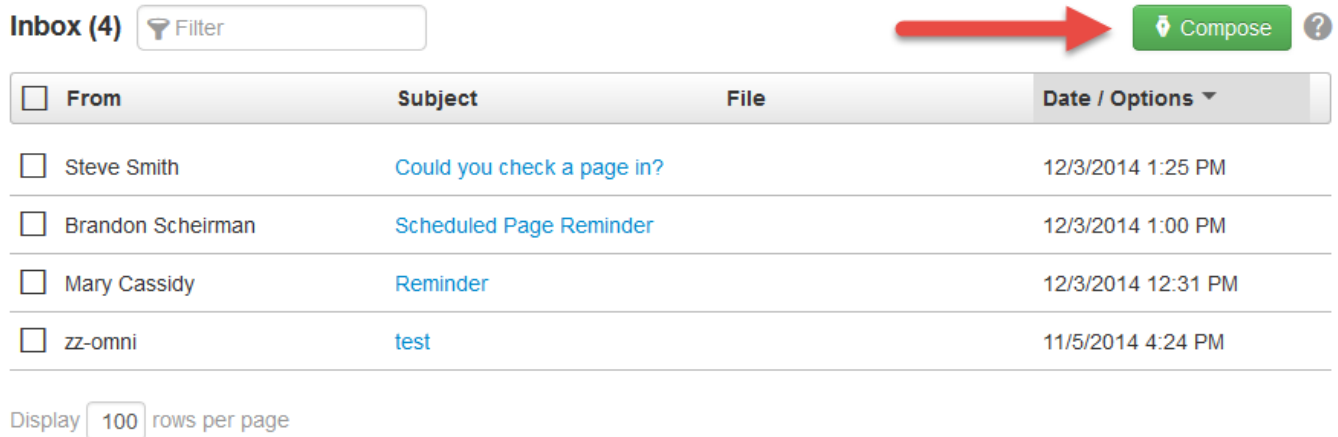 Inbox (4) Filter Compose ?
From Subject File Date / Options
Steve Smith Could you check a page in? 12/3/2014 1:25 PM
Brandon Scheirman Scheduled Page Reminder 12/3/2014 1:00 PM
Mary Cassidy Reminder 12/3/2014 12:31 PM
zz-omni test 11/5/2014 4:24 PM
Display 100 rows per page